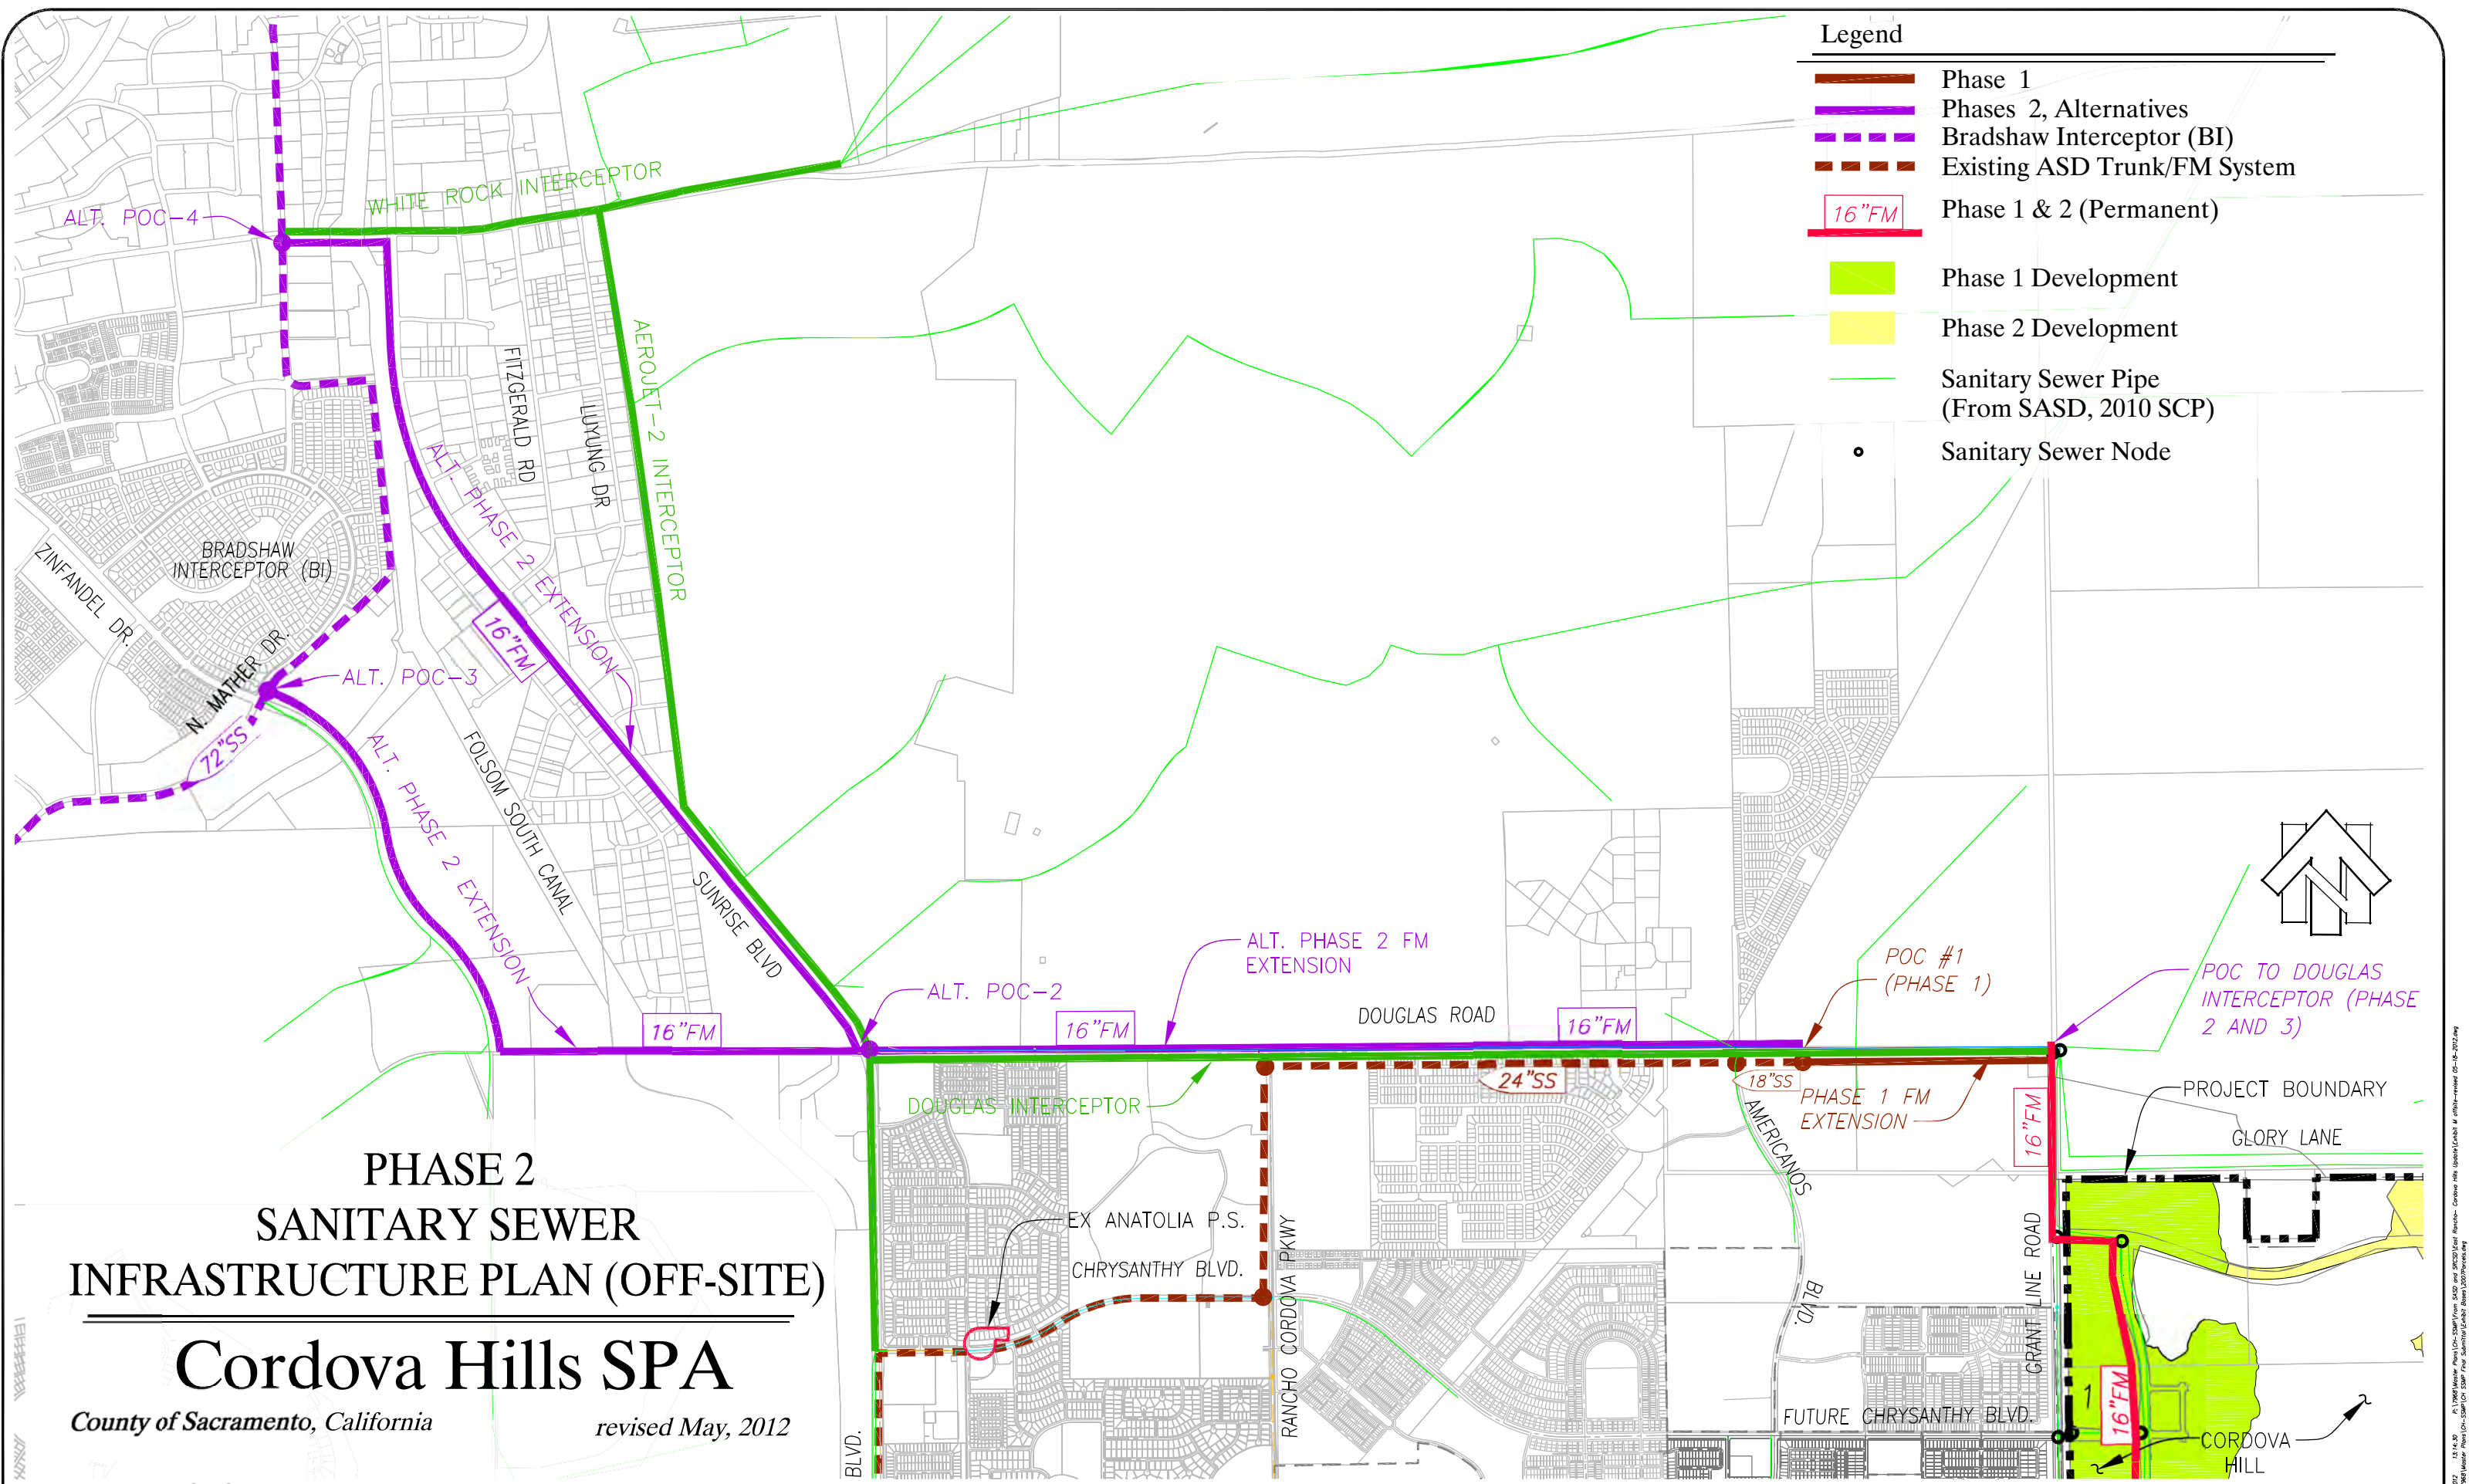 Legend
Phase 1
Phases 2, Alternatives
Bradshaw Interceptor (BI)
Existing ASD Trunk/FM System
16"FM
Phase 1 & 2 (Permanent)
Phase 1 Development
Phase 2 Development
Sanitary Sewer Pipe
(From SASD, 2010 SCP)
Sanitary Sewer Node
WHITE ROCK INTERCEPTOR
ALT. POC-4
AEROJET-2 INTERCEPTOR
FITZGERALD RD
LUYUNG DR
ALT. PHASE 2 EXTENSION
16"FM
BRADSHAW
INTERCEPTOR (BI)
ZINFANDEL DR.
N. MATHER DR.
ALT. POC-3
72"SS
ALT. PHASE 2 EXTENSION
FOLSOM SOUTH CANAL
SUNRISE BLVD
16"FM
ALT. POC-2
ALT. PHASE 2 FM
EXTENSION
16"FM
DOUGLAS ROAD
16"FM
POC #1
(PHASE 1)
POC TO DOUGLAS
INTERCEPTOR (PHASE
2 AND 3)
24"SS
18"SS
DOUGLAS INTERCEPTOR
PHASE 1 FM
EXTENSION
AMERICANOS
BLVD.
16"FM
PROJECT BOUNDARY
GLORY LANE
EX ANATOLIA P.S.
CHRYSANTHY BLVD.
RANCHO CORDOVA PKWY
GRANT LINE ROAD
FUTURE CHRYSANTHY BLVD.
1
16"FM
CORDOVA
HILL
BLVD.
PHASE 2
SANITARY SEWER
INFRASTRUCTURE PLAN (OFF-SITE)
Cordova Hills SPA
County of Sacramento, California
revised May, 2012